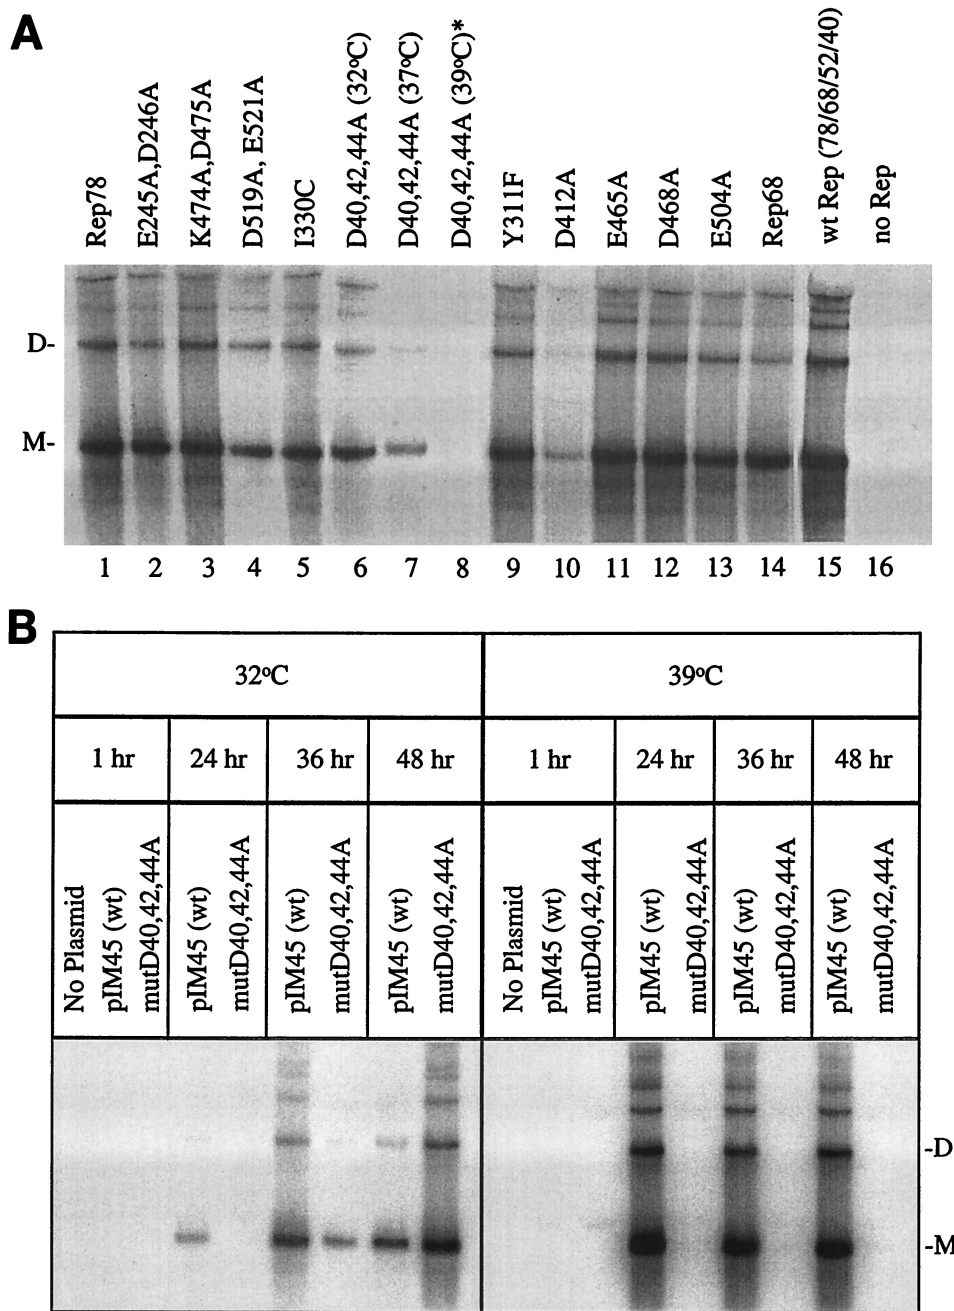 A
Rep78
E245A,D246A
K474A,D475A
D519A, E521A
I330C
D40,42,44A (32ºC)
D40,42,44A (37ºC)
D40,42,44A (39ºC)*
Y311F
D412A
E465A
D468A
E504A
Rep68
wt Rep (78/68/52/40)
no Rep
D-
M-
1 2 3 4 5 6 7 8 9 10 11 12 13 14 15 16
B
32ºC 39ºC
1 hr 24 hr 36 hr 48 hr 1 hr 24 hr 36 hr 48 hr
No Plasmid
pIM45 (wt)
mutD40,42,44A
pIM45 (wt)
mutD40,42,44A
pIM45 (wt)
mutD40,42,44A
pIM45 (wt)
mutD40,42,44A
No Plasmid
pIM45 (wt)
mutD40,42,44A
pIM45 (wt)
mutD40,42,44A
pIM45 (wt)
mutD40,42,44A
pIM45 (wt)
mutD40,42,44A
-D
-M